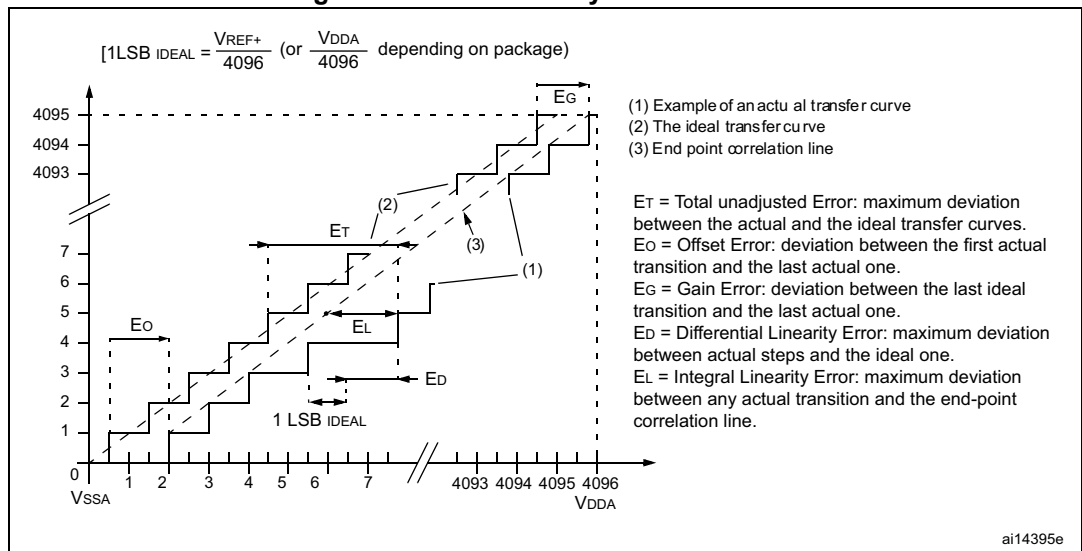 [1LSB IDEAL = VREF+ / 4096 (or VDDA / 4096 depending on package)
EG
4095
4094
4093
7
6
5
4
3
2
1
0
(2)
ET
(3)
(1)
EO
EL
ED
1 LSB IDEAL
1 2 3 4 5 6 7 4093 4094 4095 4096
VSSA
VDDA
(1) Example of an actu al transfer curve
(2) The ideal transfer cu rve
(3) End point correlation line
ET = Total unadjusted Error: maximum deviation
between the actual and the ideal transfer curves.
EO = Offset Error: deviation between the first actual
transition and the last actual one.
EG = Gain Error: deviation between the last ideal
transition and the last actual one.
ED = Differential Linearity Error: maximum deviation
between actual steps and the ideal one.
EL = Integral Linearity Error: maximum deviation
between any actual transition and the end-point
correlation line.
ai14395e